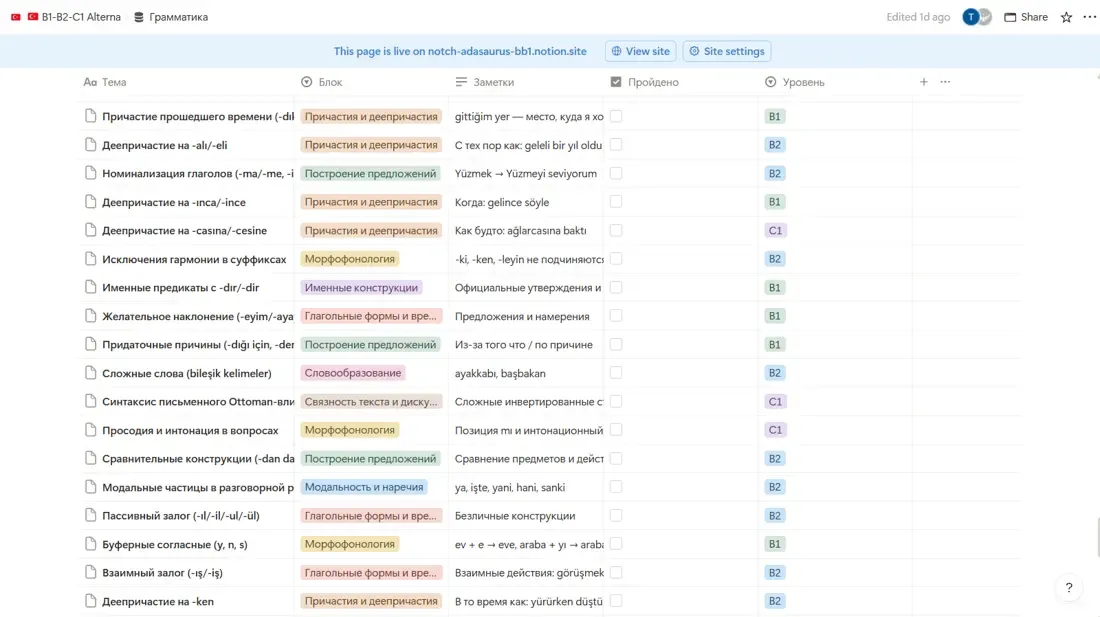 B1-B2-C1 Alterna Грамматика Edited 1d ago T Share
This page is live on notch-adasaurus-bb1.notion.site View site Site settings
Aa Тема Блок Заметки Пройдено Уровень
Причастие прошедшего времени (-dık Причастия и деепричастия gittiğim yer — место, куда я хо B1
Деепричастие на -alı/-eli Причастия и деепричастия С тех пор как: geleli bir yıl oldu B2
Номинализация глаголов (-ma/-me, -i Построение предложений Yüzmek → Yüzmeyi seviyorum B2
Деепричастие на -ınca/-ince Причастия и деепричастия Когда: gelince söyle B1
Деепричастие на -casına/-cesine Причастия и деепричастия Как будто: ağlarcasına baktı C1
Исключения гармонии в суффиксах Морфофонология -ki, -ken, -leyin не подчиняются B2
Именные предикаты с -dır/-dir Именные конструкции Официальные утверждения и B1
Желательное наклонение (-eyim/-aya Глагольные формы и вре... Предложения и намерения B1
Придаточные причины (-dığı için, -der Построение предложений Из-за того что / по причине B1
Сложные слова (bileşik kelimeler) Словообразование ayakkabı, başbakan B2
Синтаксис письменного Ottoman-вли Связность текста и диску... Сложные инвертированные с C1
Просодия и интонация в вопросах Морфофонология Позиция mı и интонационный C1
Сравнительные конструкции (-dan da Построение предложений Сравнение предметов и дейст B2
Модальные частицы в разговорной р Модальность и наречия ya, işte, yani, hani, sanki B2
Пассивный залог (-ıl/-il/-ul/-ül) Глагольные формы и вре... Безличные конструкции B2
Буферные согласные (y, n, s) Морфофонология ev + e → eve, araba + yı → araba B1
Взаимный залог (-ış/-iş) Глагольные формы и вре... Взаимные действия: görüşmek B2
Деепричастие на -ken Причастия и деепричастия В то время как: yürürken düştü B2
?